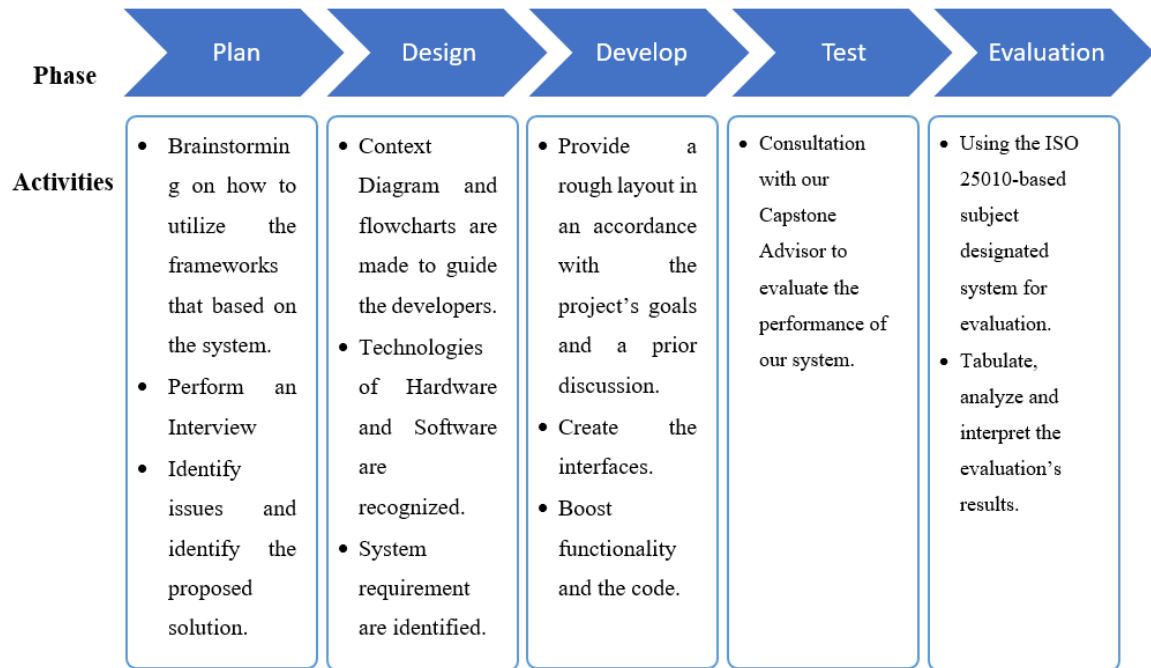 Plan
Design
Develop
Test
Evaluation
Phase
Activities
• Brainstormin
g on how to
utilize the
frameworks
that based on
the system.
• Perform an
Interview
• Identify
issues and
identify the
proposed
solution.
• Context
Diagram and
flowcharts are
made to guide
the developers.
• Technologies
of Hardware
and Software
are
recognized.
• System
requirement
are identified.
• Provide a
rough layout in
an accordance
with the
project’s goals
and a prior
discussion.
• Create the
interfaces.
• Boost
functionality
and the code.
• Consultation
with our
Capstone
Advisor to
evaluate the
performance of
our system.
• Using the ISO
25010-based
subject
designated
system for
evaluation.
• Tabulate,
analyze and
interpret the
evaluation’s
results.